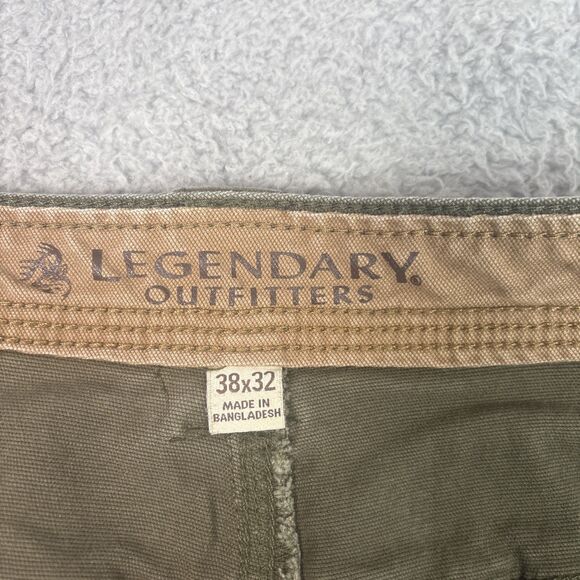 LEGENDARY®
OUTFITTERS
38x32
MADE IN
BANGLADESH